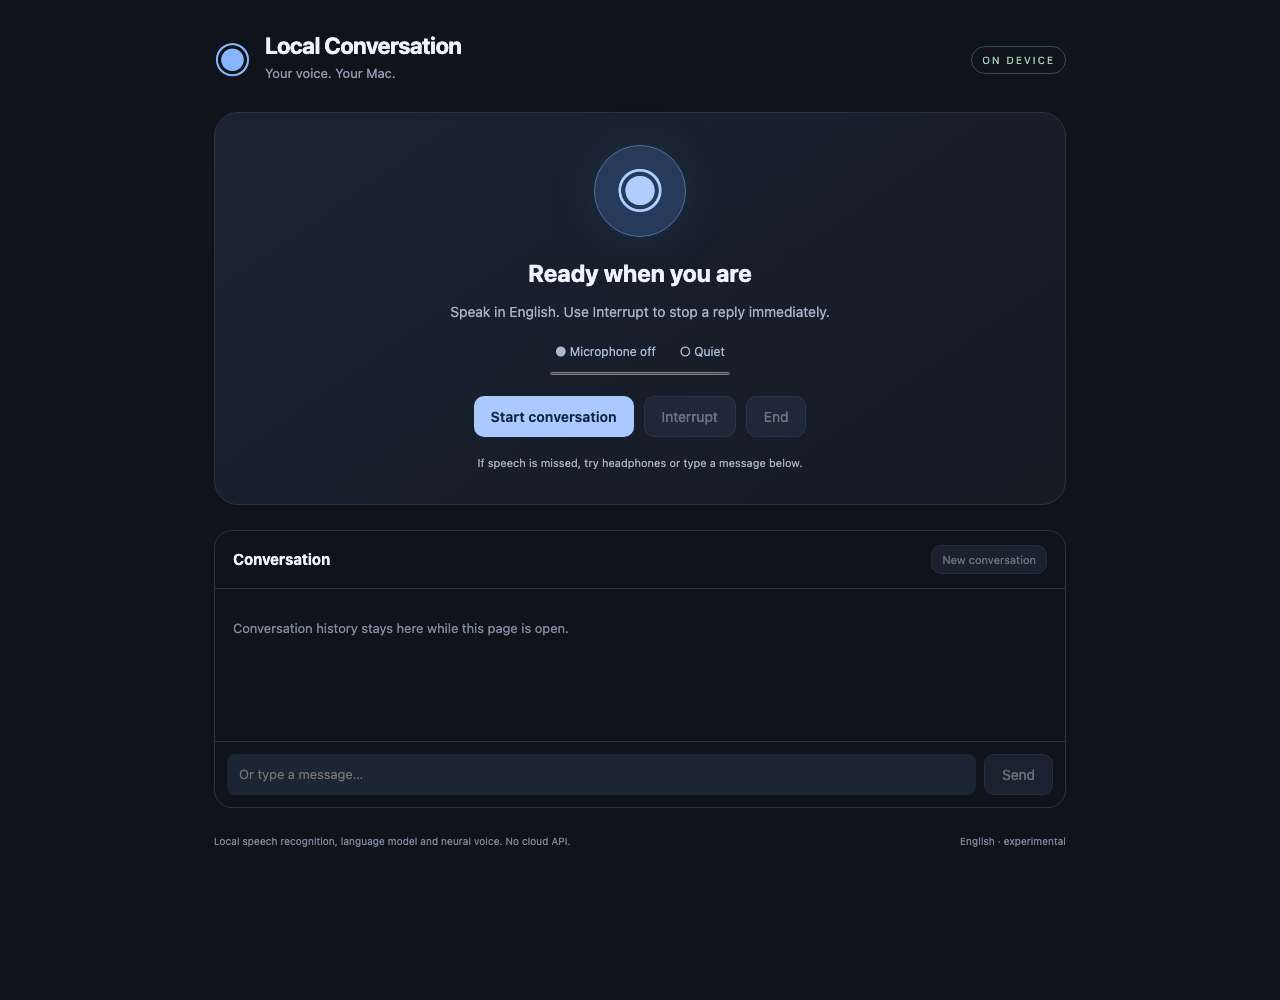 Local Conversation
Your voice. Your Mac.
ON DEVICE
Ready when you are
Speak in English. Use Interrupt to stop a reply immediately.
Microphone off
Quiet
Start conversation
Interrupt
End
If speech is missed, try headphones or type a message below.
Conversation
New conversation
Conversation history stays here while this page is open.
Or type a message...
Send
Local speech recognition, language model and neural voice. No cloud API.
English · experimental